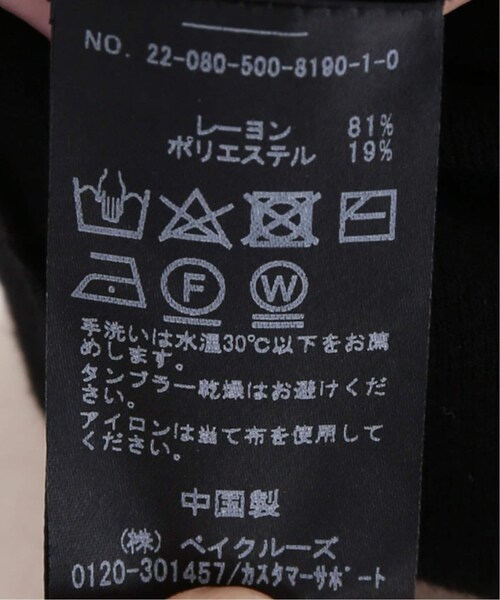 NO. 22-080-500-8190-1-0
レーヨン 81%
ポリエステル 19%
F W
手洗いは水温30℃以下をお薦
めします。
タンブラー乾燥はお避けくだ
さい。
アイロンは当て布を使用して
ください。
中国製
(株) ベイクルーズ
0120-301457/カスタマーサポート